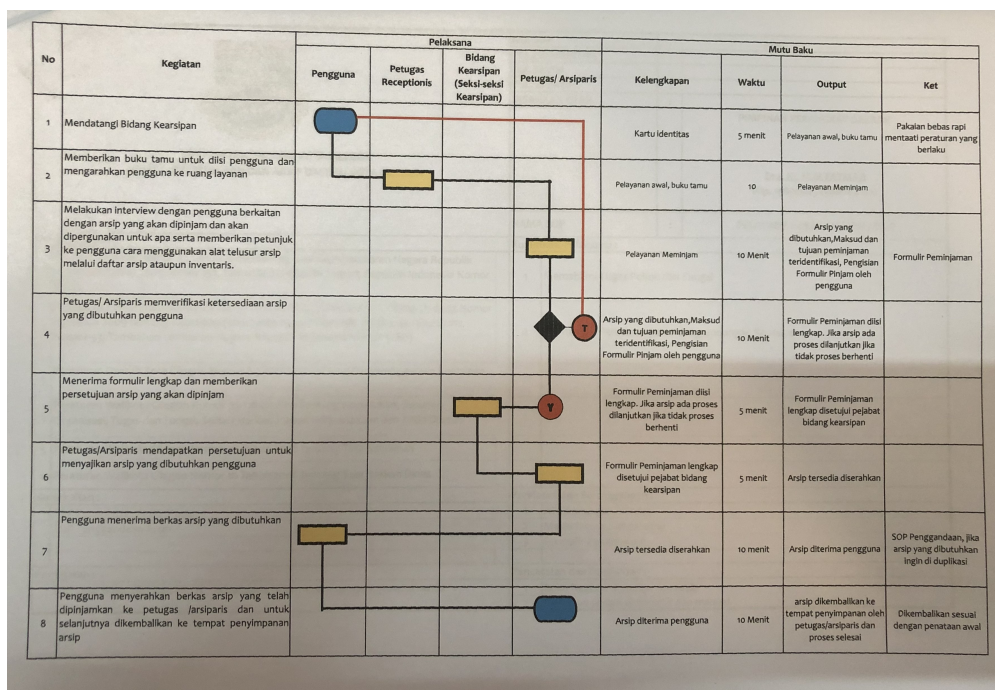 No
Kegiatan
Pelaksana
Mutu Baku
Pengguna
Petugas
Receptionis
Bidang
Kearsipan
(Seksi-seksi
Kearsipan)
Petugas/ Arsiparis
Kelengkapan
Waktu
Output
Ket
1
Mendatangi Bidang Kearsipan
Kartu identitas
5 menit
Pelayanan awal, buku tamu
Pakaian bebas rapi
mentaati peraturan yang
berlaku
2
Memberikan buku tamu untuk diisi pengguna dan
mengarahkan pengguna ke ruang layanan
Pelayanan awal, buku tamu
10
Pelayanan Meminjam
3
Melakukan interview dengan pengguna berkaitan
dengan arsip yang akan dipinjam dan akan
dipergunakan untuk apa serta memberikan petunjuk
ke pengguna cara menggunakan alat telusur arsip
melalui daftar arsip ataupun inventaris.
Pelayanan Meminjam
10 Menit
Arsip yang
dibutuhkan,Maksud dan
tujuan peminjaman
teridentifikasi, Pengisian
Formulir Pinjam oleh
pengguna
Formulir Peminjaman
4
Petugas/ Arsiparis memverifikasi ketersediaan arsip
yang dibutuhkan pengguna
T
Arsip yang dibutuhkan,Maksud
dan tujuan peminjaman
teridentifikasi, Pengisian
Formulir Pinjam oleh pengguna
10 Menit
Formulir Peminjaman diisi
lengkap. Jika arsip ada
proses dilanjutkan jika
tidak proses berhenti
5
Menerima formulir lengkap dan memberikan
persetujuan arsip yang akan dipinjam
Y
Formulir Peminjaman diisi
lengkap. Jika arsip ada proses
dilanjutkan jika tidak proses
berhenti
5 menit
Formulir Peminjaman
lengkap disetujui pejabat
bidang kearsipan
6
Petugas/Arsiparis mendapatkan persetujuan untuk
menyajikan arsip yang dibutuhkan pengguna
Formulir Peminjaman lengkap
disetujui pejabat bidang
kearsipan
5 menit
Arsip tersedia diserahkan
7
Pengguna menerima berkas arsip yang dibutuhkan
Arsip tersedia diserahkan
10 menit
Arsip diterima pengguna
SOP Penggandaan, jika
arsip yang dibutuhkan
ingin di duplikasi
8
Pengguna menyerahkan berkas arsip yang telah
dipinjamkan ke petugas /arsiparis dan untuk
selanjutnya dikembalikan ke tempat penyimpanan
arsip
Arsip diterima pengguna
10 Menit
arsip dikembalikan ke
tempat penyimpanan oleh
petugas/arsiparis dan
proses selesai
Dikembalikan sesuai
dengan penataan awal